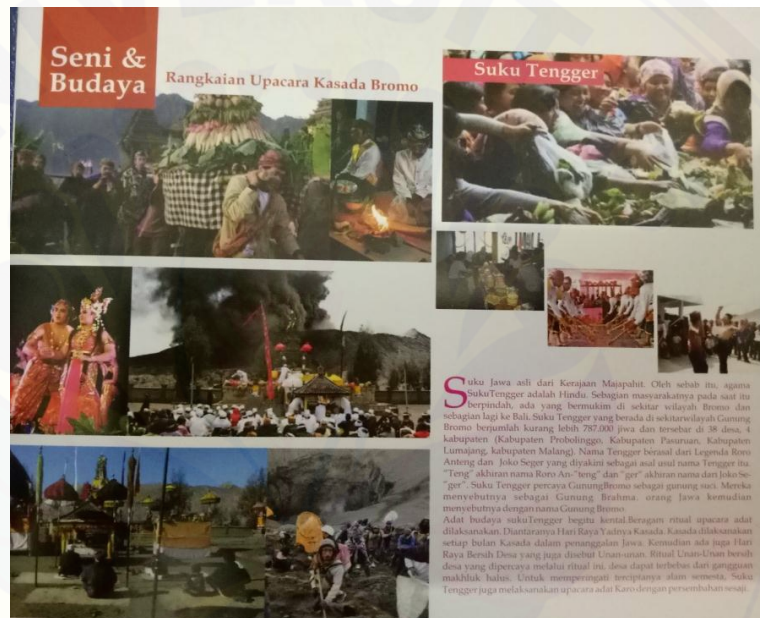 Seni &
Budaya
Rangkaian Upacara Kasada Bromo
Suku Tengger
Suku Jawa asli dari Kerajaan Majapahit. Oleh sebab itu, agama
SukuTengger adalah Hindu. Sebagian masyarakatnya pada saat itu
berpindah, ada yang bermukim di sekitar wilayah Bromo dan
sebagian lagi ke Bali. Suku Tengger yang berada di sekitarwilayah Gunung
Bromo berjumlah kurang lebih 787.000 jiwa dan tersebar di 38 desa, 4
kabupaten (Kabupaten Probolinggo, Kabupaten Pasuruan, Kabupaten
Lumajang, kabupaten Malang). Nama Tengger berasal dari Legenda Roro
Anteng dan Joko Seger yang diyakini sebagai asal usul nama Tengger itu.
"Teng" akhiran nama Roro An-"teng" dan "ger" akhiran nama dari Joko Se-
"ger". Suku Tengger percaya GunungBromo sebagai gunung suci. Mereka
menyebutnya sebagai Gunung Brahma. orang Jawa kemudian
menyebutnya dengan nama Gunung Bromo
Adat budaya sukuTengger begitu kental.Beragam ritual upacara adat
dilaksanakan. Diantaranya Hari Raya Yadnya Kasada. Kasada dilaksanakan
setiap bulan Kasada dalam penanggalan Jawa. Kemudian ada juga Hari
Raya Bersih Desa yang juga disebut Unan-unan. Ritual Unan-Unan bersih
desa yang dipercaya melalui ritual ini, desa dapat terbebas dari gangguan
makhluk halus. Untuk memperingati terciptanya alam semesta, Suku
Tengger juga melaksanakan upacara adat Karo dengan persembahan sesaji.